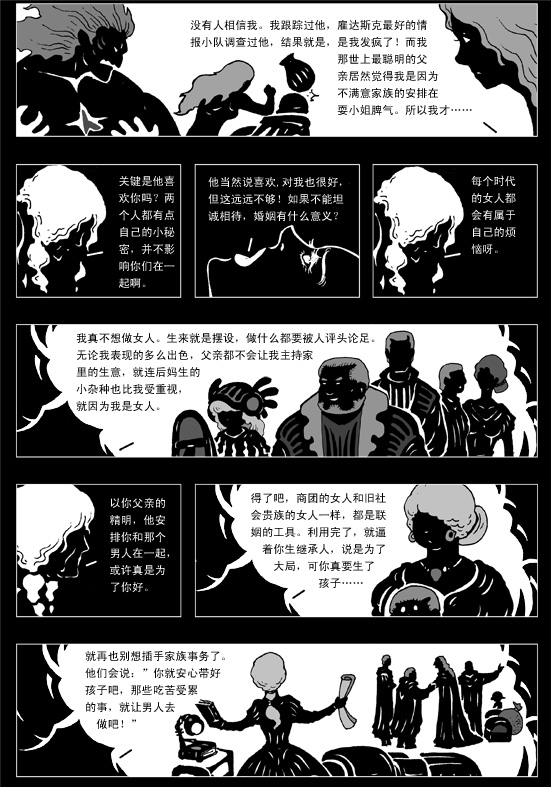 没有人相信我。我跟踪过他，雇达斯克最好的情
报小队调查过他，结果就是，是我发疯了！而我
那世上最聪明的父
亲居然觉得我是因为
不满意家族的安排在
耍小姐脾气。所以我才……
关键是他喜
欢你吗？两
个人都有点
自己的小秘
密，并不影
响你们在一
起啊。
他当然说喜欢,对我也很好，
但这远远不够！如果不能坦
诚相待，婚姻有什么意义？
每个时代
的女人都
会有属于
自己的烦
恼呀。
我真不想做女人。生来就是摆设，做什么都要被人评头论足。
无论我表现的多么出色，父亲都不会让我主持家
里的生意，就连后妈生的
小杂种也比我受重视，
就因为我是女人。
以你父亲的
精明，他安
排你和那个
男人在一起，
或许真是为
了你好。
得了吧，商团的女人和旧社
会贵族的女人一样，都是联
姻的工具。利用完了，就逼
着你生继承人，说是为了
大局，可你真要生了
孩子……
就再也别想插手家族事务了。
他们会说：”你就安心带好
孩子吧，那些吃苦受累
的事，就让男人去
做吧！”